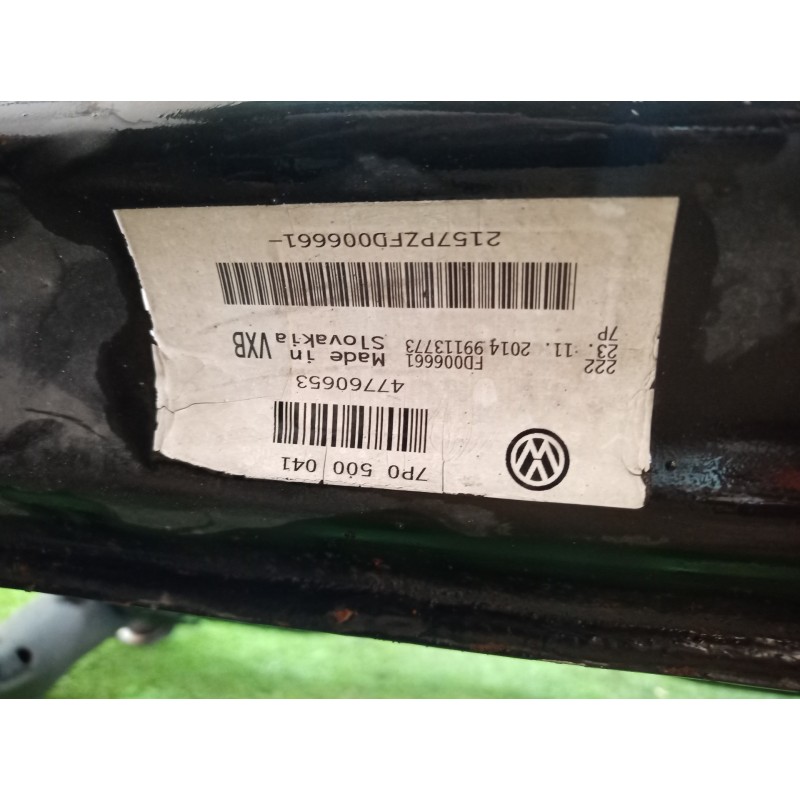 7P0 500 041
47760653
222 FD006661 Made in VXB
23. 11. 2014 99113773 Slovakia
7P
2157PZFD006661-